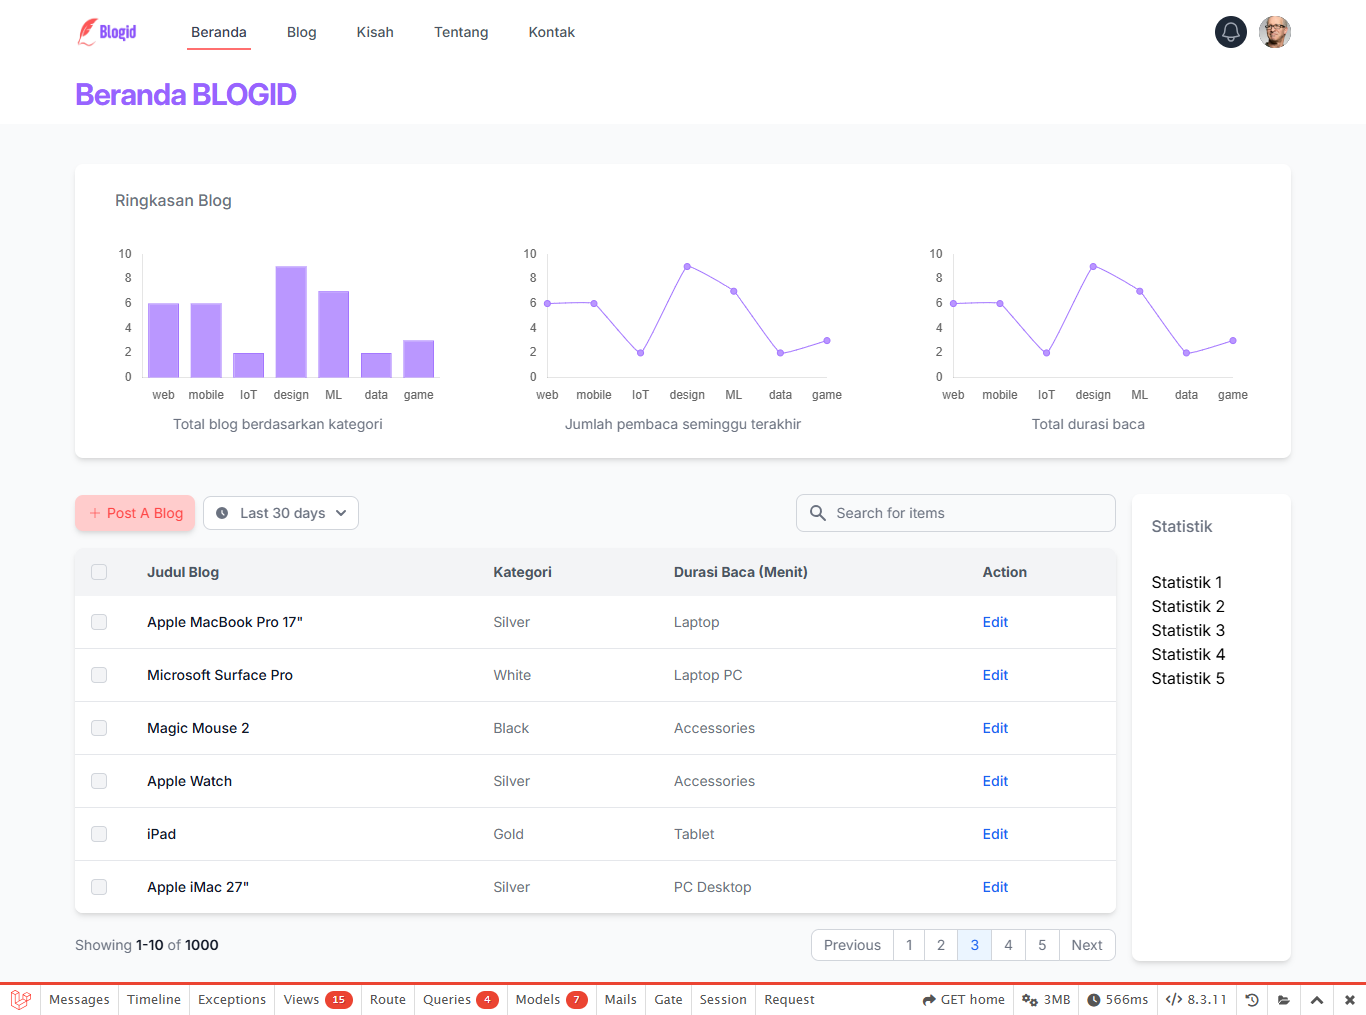 Blogid
Beranda
Blog
Kisah
Tentang
Kontak
Beranda BLOGID
Ringkasan Blog
10
8
6
4
2
0
web mobile IoT design ML data game
Total blog berdasarkan kategori
10
8
6
4
2
0
web mobile IoT design ML data game
Jumlah pembaca seminggu terakhir
10
8
6
4
2
0
web mobile IoT design ML data game
Total durasi baca
+ Post A Blog
Last 30 days
Search for items
Judul Blog Kategori Durasi Baca (Menit) Action
Apple MacBook Pro 17" Silver Laptop Edit
Microsoft Surface Pro White Laptop PC Edit
Magic Mouse 2 Black Accessories Edit
Apple Watch Silver Accessories Edit
iPad Gold Tablet Edit
Apple iMac 27" Silver PC Desktop Edit
Showing 1-10 of 1000
Previous 1 2 3 4 5 Next
Statistik
Statistik 1
Statistik 2
Statistik 3
Statistik 4
Statistik 5
Messages Timeline Exceptions Views 15 Route Queries 4 Models 7 Mails Gate Session Request GET home 3MB 566ms </> 8.3.11